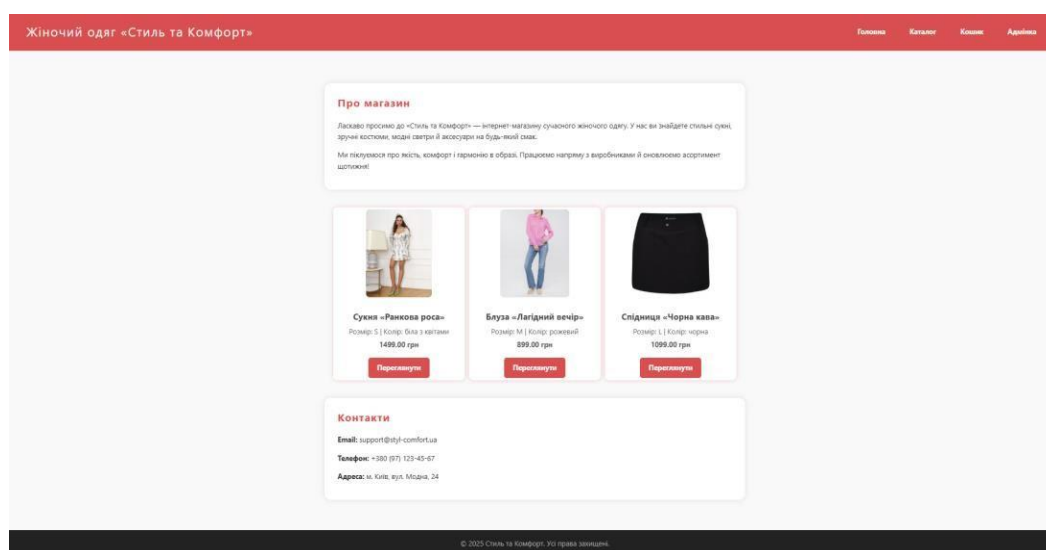 Жіночий одяг «Стиль та Комфорт»
Головна Каталог Кошик Адмінка
Про магазин
Ласкаво просимо до «Стиль та Комфорт» — інтернет-магазину сучасного жіночого одягу. У нас ви знайдете стильні сукні,
зручні костюми, модні светри й аксесуари на будь-який смак.
Ми піклуємося про якість, комфорт і гармонію в образі. Працюємо напряму з виробниками й оновлюємо асортимент
щотижня!
Сукня «Ранкова роса»
Розмір: S | Колір: біла з квітами
1499.00 грн
Переглянути
Блуза «Лагідний вечір»
Розмір: M | Колір: рожевий
899.00 грн
Переглянути
Спідниця «Чорна кава»
Розмір: L | Колір: чорна
1099.00 грн
Переглянути
Контакти
Email: support@styl-comfort.ua
Телефон: +380 (97) 123-45-67
Адреса: м. Київ, вул. Модна, 24
© 2025 Стиль та Комфорт. Усі права захищені.